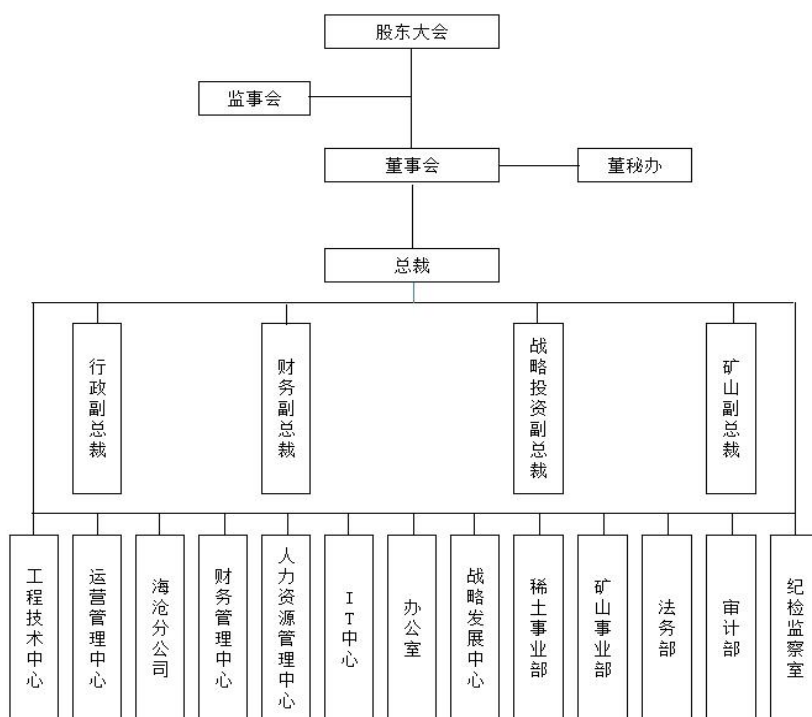 股东大会
监事会
董事会
董秘办
总裁
行政副总裁
财务副总裁
战略投资副总裁
矿山副总裁
工程技术中心
运营管理中心
海沧分公司
财务管理中心
人力资源管理中心
IT中心
办公室
战略发展中心
稀土事业部
矿山事业部
法务部
审计部
纪检监察室